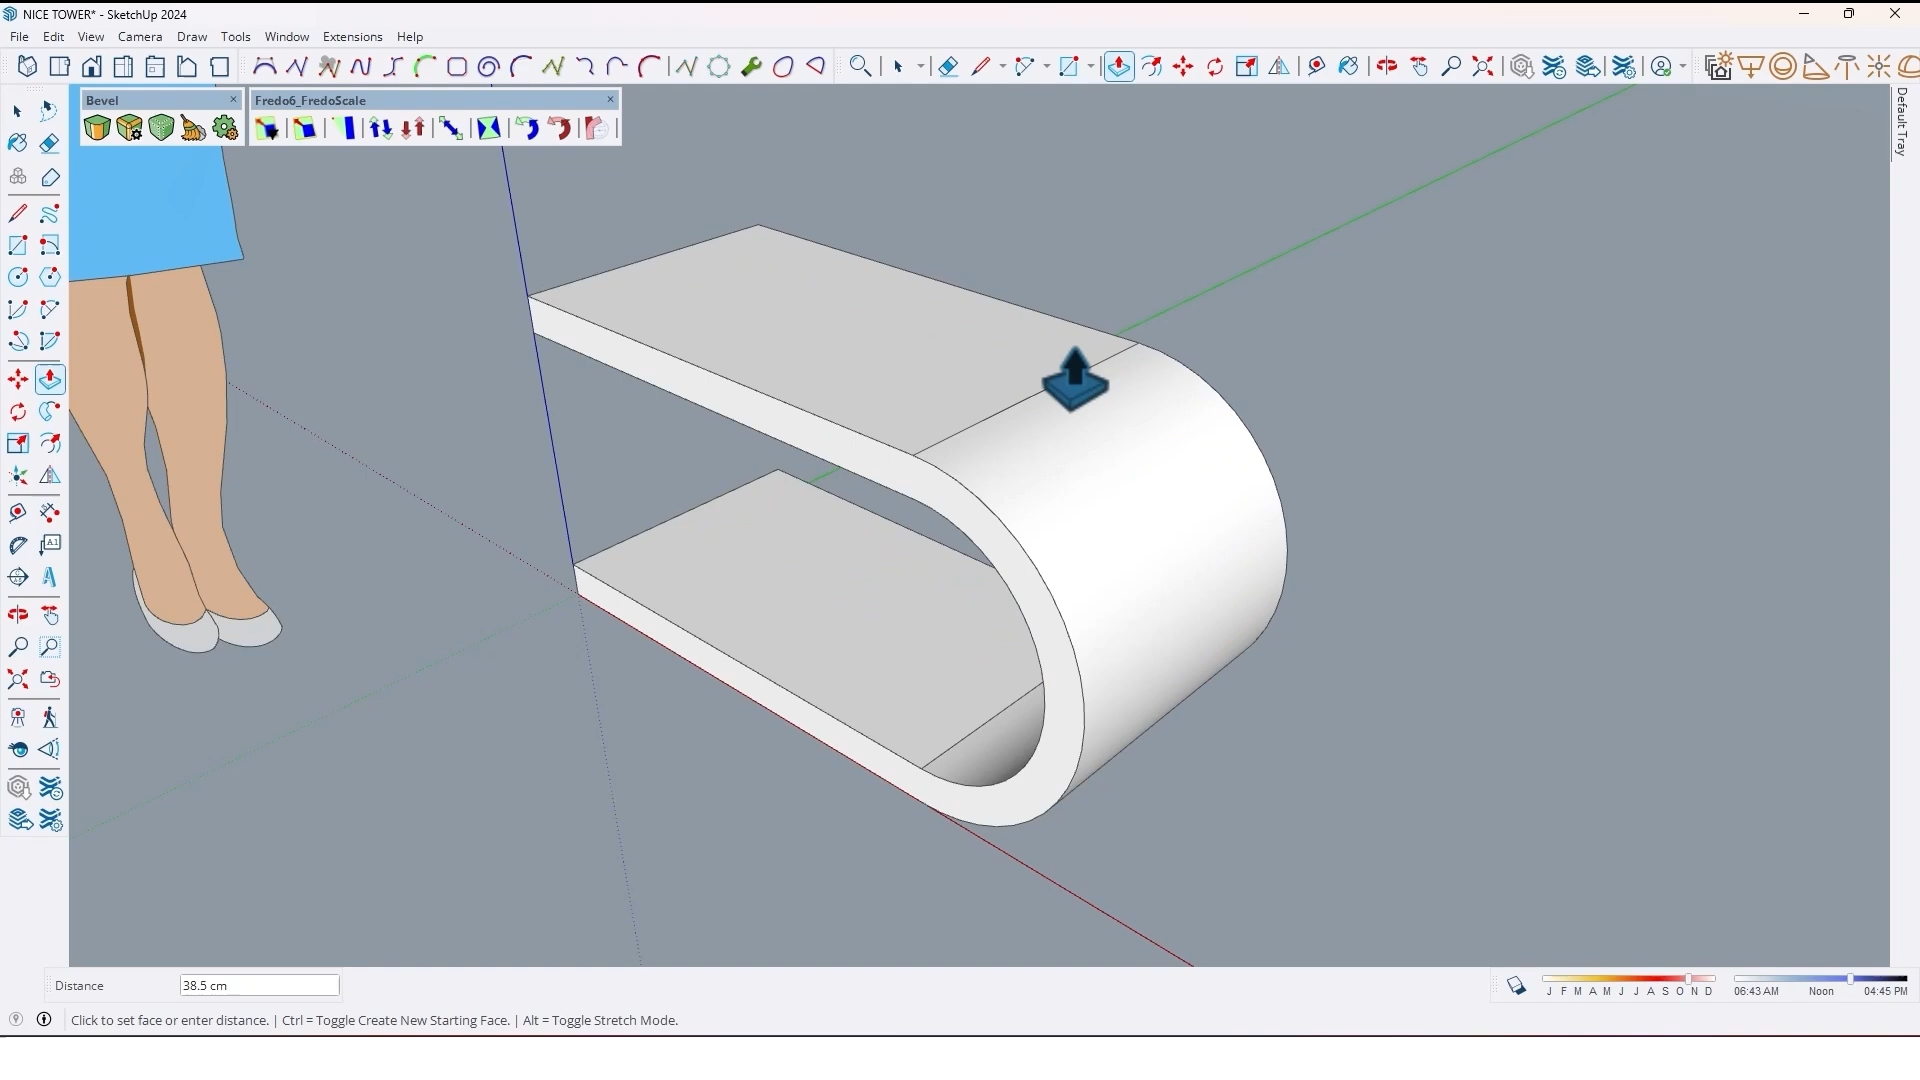 NICE TOWER* - SketchUp 2024
File Edit View Camera Draw Tools Window Extensions Help
Bevel
Fredo6_FredoScale
Default Tray
A1
A
Distance 38.5 cm
J F M A M J J A S O N D
06:43 AM Noon 04:45 PM
Click to set face or enter distance. | Ctrl = Toggle Create New Starting Face. | Alt = Toggle Stretch Mode.